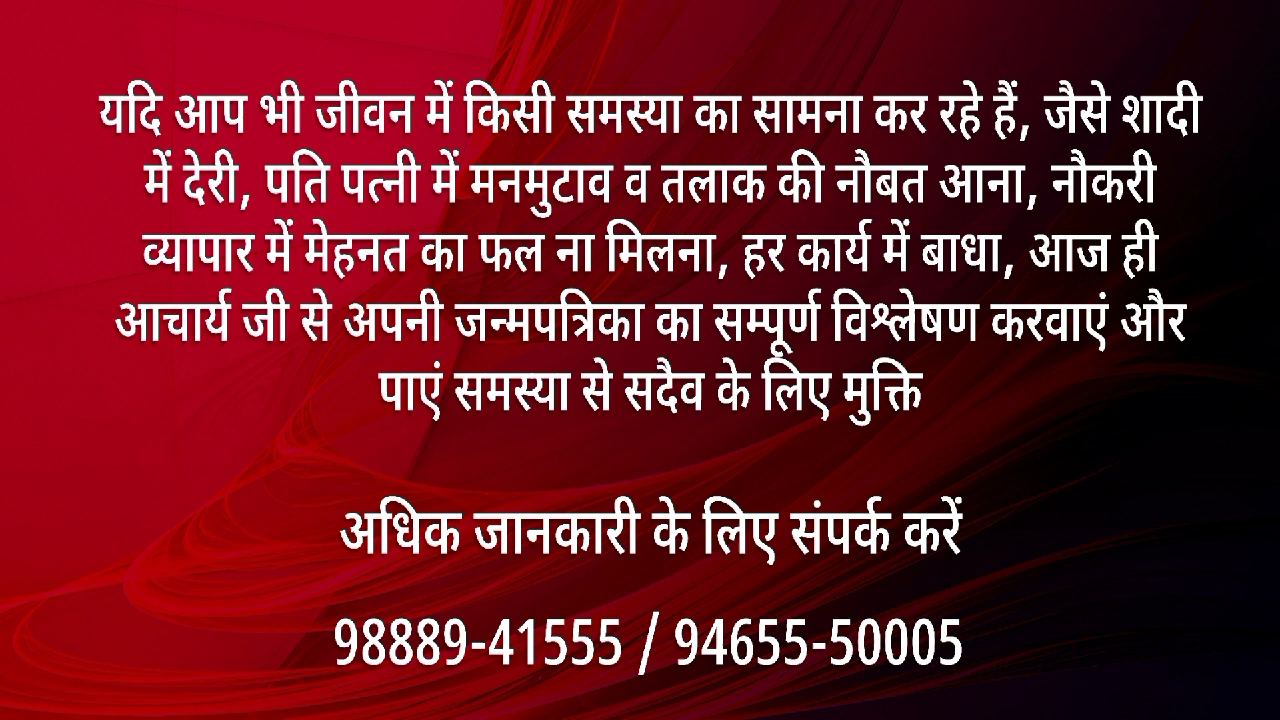 यदि आप भी जीवन में किसी समस्या का सामना कर रहे हैं, जैसे शादी
में देरी, पति पत्नी में मनमुटाव व तलाक की नौबत आना, नौकरी
व्यापार में मेहनत का फल ना मिलना, हर कार्य में बाधा, आज ही
आचार्य जी से अपनी जन्मपत्रिका का सम्पूर्ण विश्लेषण करवाएं और
पाएं समस्या से सदैव के लिए मुक्ति
अधिक जानकारी के लिए संपर्क करें
98889-41555 / 94655-50005